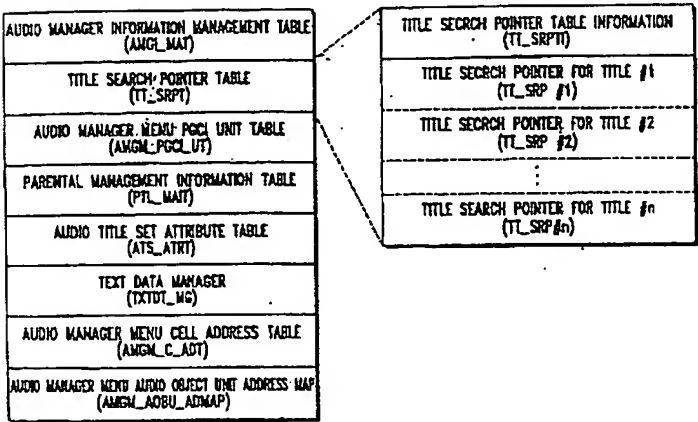 AUDIO MANAGER INFORMATION MANAGEMENT TABLE
(AMGI_MAT)
TITLE SEARCH POINTER TABLE
(TT_SRPT)
AUDIO MANAGER MENU PGCI UNIT TABLE
(AMGM_PGCI_UT)
PARENTAL MANAGEMENT INFORMATION TABLE
(PTL_MAIT)
AUDIO TITLE SET ATTRIBUTE TABLE
(ATS_ATRT)
TEXT DATA MANAGER
(TXTDT_MG)
AUDIO MANAGER MENU CELL ADDRESS TABLE
(AMGM_C_ADT)
AUDIO MANAGER MENU AUDIO OBJECT UNIT ADDRESS MAP
(AMGM_AOBU_ADMAP)
TITLE SECRCH POINTER TABLE INFORMATION
(TT_SRPTI)
TITLE SECRCH POINTER FOR TITLE #1
(TT_SRP #1)
TITLE SECRCH POINTER FOR TITLE #2
(TT_SRP #2)
⋮
TITLE SEARCH POINTER FOR TITLE #n
(TT_SRP#n)